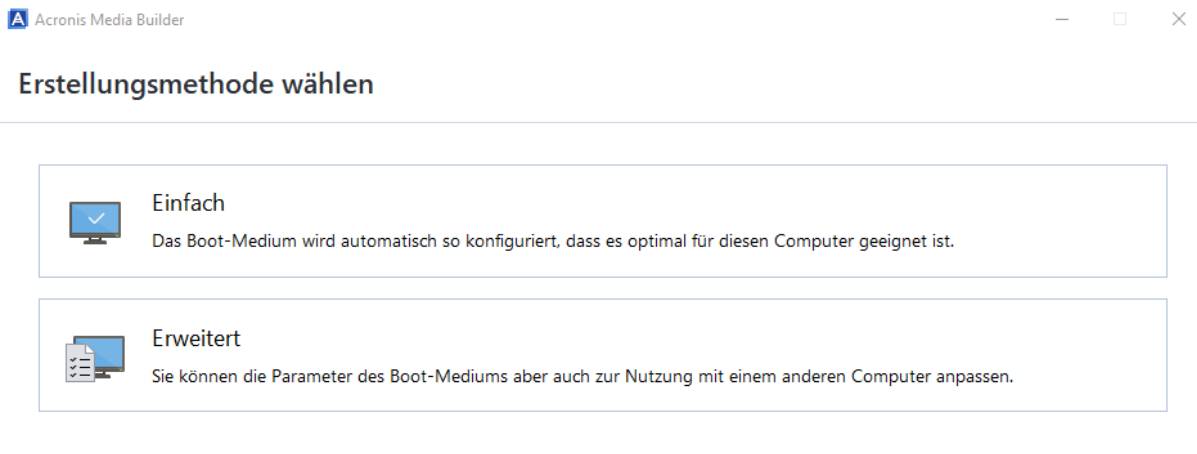 Acronis Media Builder
Erstellungsmethode wählen
Einfach
Das Boot-Medium wird automatisch so konfiguriert, dass es optimal für diesen Computer geeignet ist.
Erweitert
Sie können die Parameter des Boot-Mediums aber auch zur Nutzung mit einem anderen Computer anpassen.